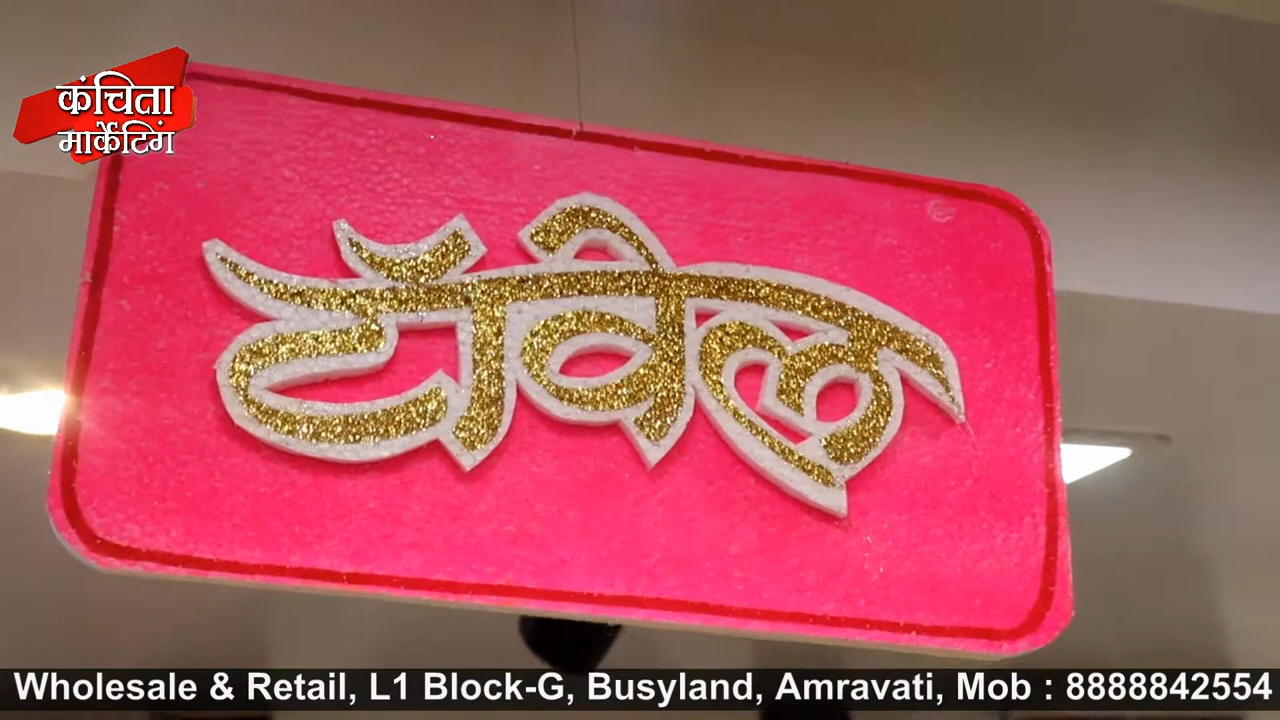 कंचिता
मार्केटिंग
टॉवेल
Wholesale & Retail, L1 Block-G, Busyland, Amravati, Mob : 8888842554